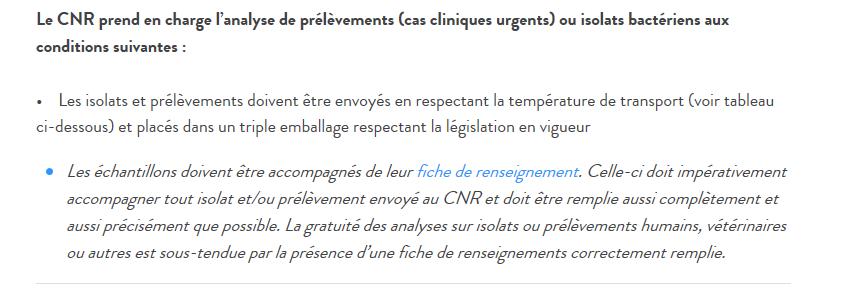 Le CNR prend en charge l'analyse de prélèvements (cas cliniques urgents) ou isolats bactériens aux
conditions suivantes :
• Les isolats et prélèvements doivent être envoyés en respectant la température de transport (voir tableau
ci-dessous) et placés dans un triple emballage respectant la législation en vigueur
• Les échantillons doivent être accompagnés de leur fiche de renseignement. Celle-ci doit impérativement
accompagner tout isolat et/ou prélèvement envoyé au CNR et doit être remplie aussi complètement et
aussi précisément que possible. La gratuité des analyses sur isolats ou prélèvements humains, vétérinaires
ou autres est sous-tendue par la présence d'une fiche de renseignements correctement remplie.